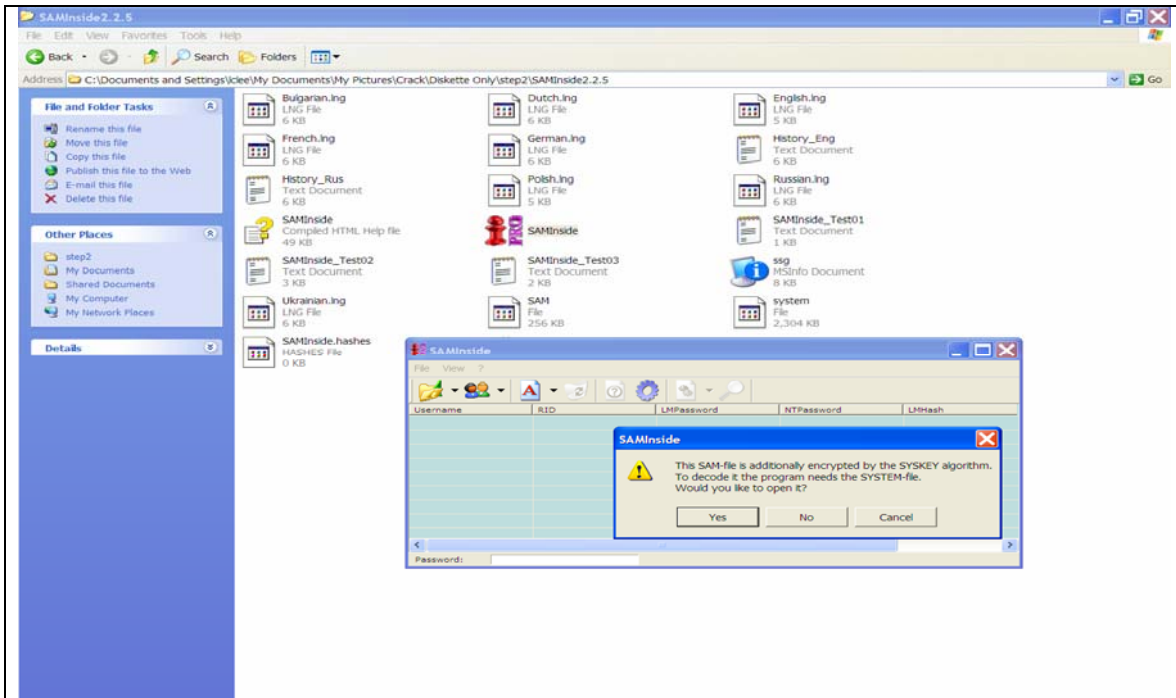 SAMInside2.2.5
File Edit View Favorites Tools Help
Back Search Folders
Address C:\Documents and Settings\lclee\My Documents\My Pictures\Crack\Diskette Only\step2\SAMInside2.2.5 Go
File and Folder Tasks
Rename this file
Move this file
Copy this file
Publish this file to the Web
E-mail this file
Delete this file
Other Places
step2
My Documents
Shared Documents
My Computer
My Network Places
Details
Bulgarian.lng
LNG File
6 KB
Dutch.lng
LNG File
6 KB
English.lng
LNG File
5 KB
French.lng
LNG File
6 KB
German.lng
LNG File
6 KB
History_Eng
Text Document
6 KB
History_Rus
Text Document
6 KB
Polish.lng
LNG File
5 KB
Russian.lng
LNG File
6 KB
SAMInside
Compiled HTML Help file
49 KB
PRO
SAMInside
SAMInside_Test01
Text Document
1 KB
SAMInside_Test02
Text Document
3 KB
SAMInside_Test03
Text Document
2 KB
ssg
MSInfo Document
8 KB
Ukrainian.lng
LNG File
6 KB
SAM
File
256 KB
system
File
2,304 KB
SAMInside.hashes
HASHES File
0 KB
SAMInside
File View ?
Username RID LMPassword NTPassword LMHash
SAMInside
This SAM-file is additionally encrypted by the SYSKEY algorithm.
To decode it the program needs the SYSTEM-file.
Would you like to open it?
Yes No Cancel
Password: